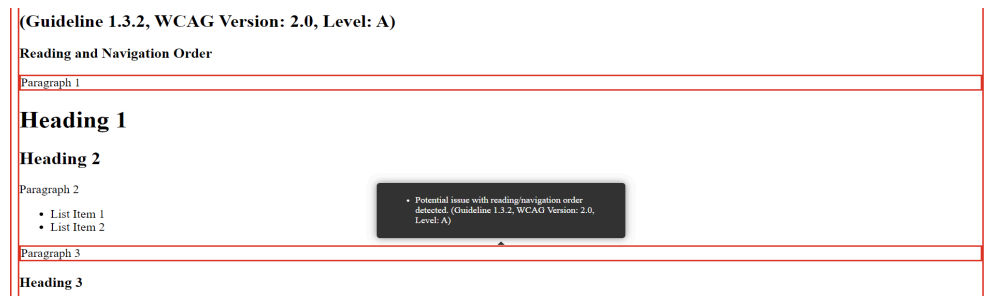 (Guideline 1.3.2, WCAG Version: 2.0, Level: A)
Reading and Navigation Order
Paragraph 1
Heading 1
Heading 2
Paragraph 2
• List Item 1
• List Item 2
• Potential issue with reading/navigation order
detected. (Guideline 1.3.2, WCAG Version: 2.0,
Level: A)
Paragraph 3
Heading 3